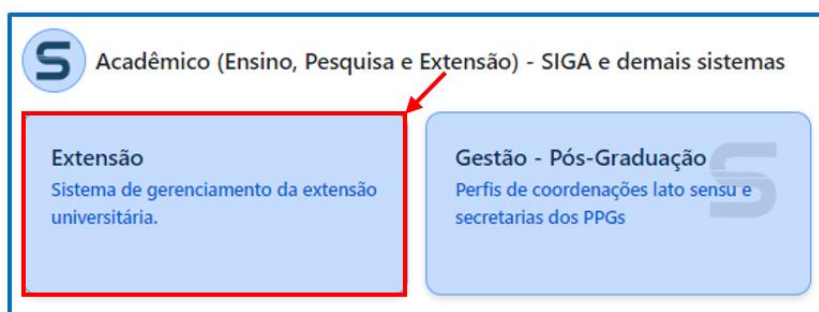 S Acadêmico (Ensino, Pesquisa e Extensão) - SIGA e demais sistemas
Extensão
Sistema de gerenciamento da extensão
universitária.
Gestão - Pós-Graduação
Perfis de coordenações lato sensu e
secretarias dos PPGs
S